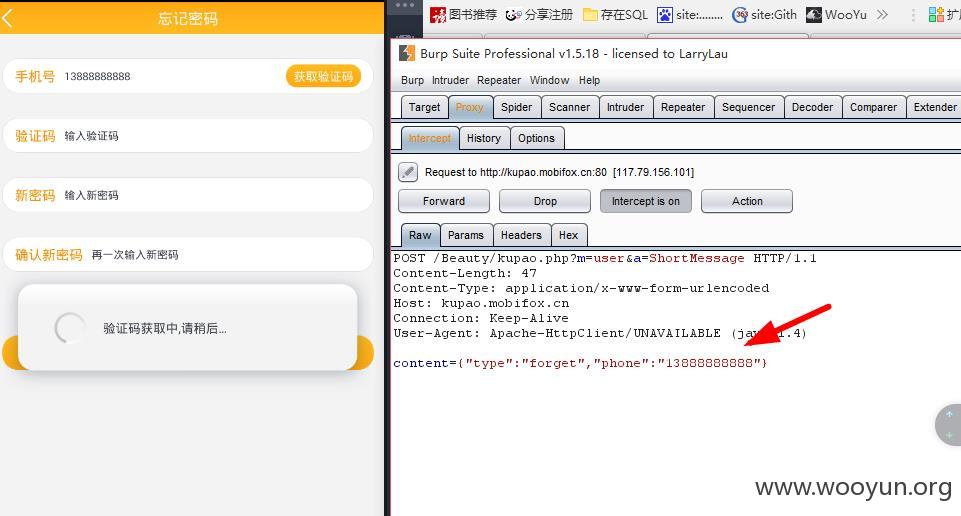 忘记密码
手机号 13888888888 获取验证码
验证码 输入验证码
新密码 输入新密码
确认新密码 再一次输入新密码
验证码获取中,请稍后...
图书推荐 分享注册 存在SQL site:........ site:Gith WooYu
Burp Suite Professional v1.5.18 - licensed to LarryLau
Burp Intruder Repeater Window Help
Target Proxy Spider Scanner Intruder Repeater Sequencer Decoder Comparer Extender
Intercept History Options
Request to http://kupao.mobifox.cn:80 [117.79.156.101]
Forward Drop Intercept is on Action
Raw Params Headers Hex
POST /Beauty/kupao.php?m=user&a=ShortMessage HTTP/1.1
Content-Length: 47
Content-Type: application/x-www-form-urlencoded
Host: kupao.mobifox.cn
Connection: Keep-Alive
User-Agent: Apache-HttpClient/UNAVAILABLE
content={"type":"forget","phone":"13888888888"}
www.wooyun.org